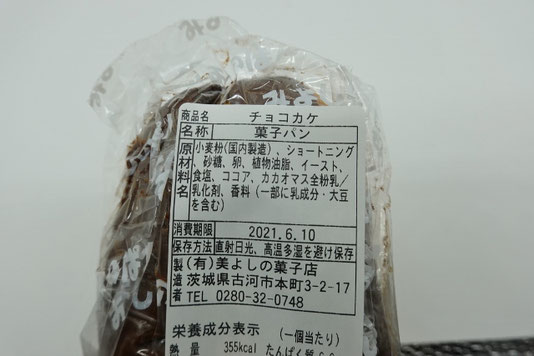 商品名 チョコカケ
名称 菓子パン
原材料名 小麦粉(国内製造)、ショートニング
、砂糖、卵、植物油脂、イースト、
食塩、ココア、カカオマス全粉乳/
乳化剤、香料(一部に乳成分・大豆
を含む)
消費期限 2021.6.10
保存方法 直射日光、高温多湿を避け保存
製造者 (有)美よしの菓子店
茨城県古河市本町3-2-17
TEL 0280-32-0748
栄養成分表示 (一個当たり)
熱量 355kcal たんぱく質